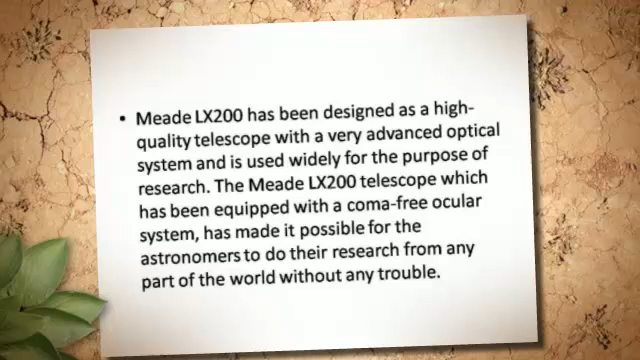 • Meade LX200 has been designed as a high-
quality telescope with a very advanced optical
system and is used widely for the purpose of
research. The Meade LX200 telescope which
has been equipped with a coma-free ocular
system, has made it possible for the
astronomers to do their research from any
part of the world without any trouble.